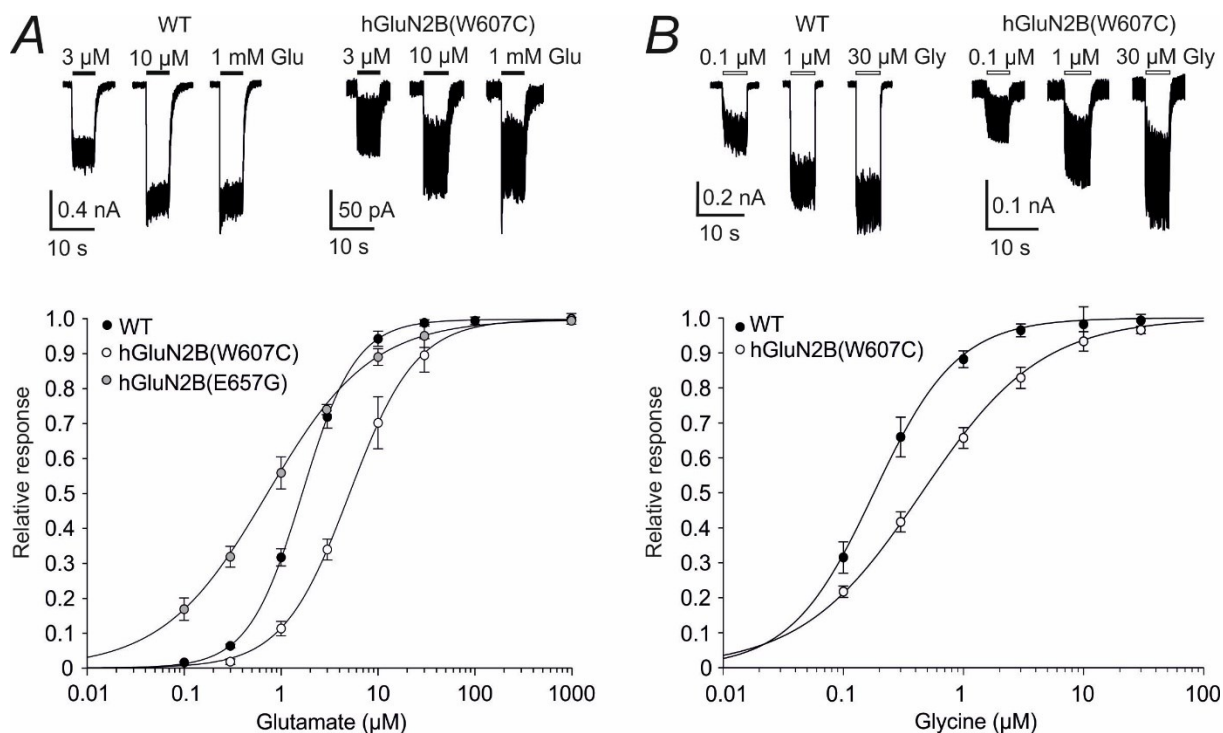 A
WT
hGluN2B(W607C)
3 µM 10 µM 1 mM Glu
3 µM 10 µM 1 mM Glu
0.4 nA
10 s
50 pA
10 s
1.0
0.9
0.8
0.7
0.6
0.5
0.4
0.3
0.2
0.1
0
Relative response
WT
hGluN2B(W607C)
hGluN2B(E657G)
0.01 0.1 1 10 100 1000
Glutamate (µM)
B
WT
hGluN2B(W607C)
0.1 µM 1 µM 30 µM Gly
0.1 µM 1 µM 30 µM Gly
0.2 nA
10 s
0.1 nA
10 s
1.0
0.9
0.8
0.7
0.6
0.5
0.4
0.3
0.2
0.1
0
Relative response
WT
hGluN2B(W607C)
0.01 0.1 1 10 100
Glycine (µM)